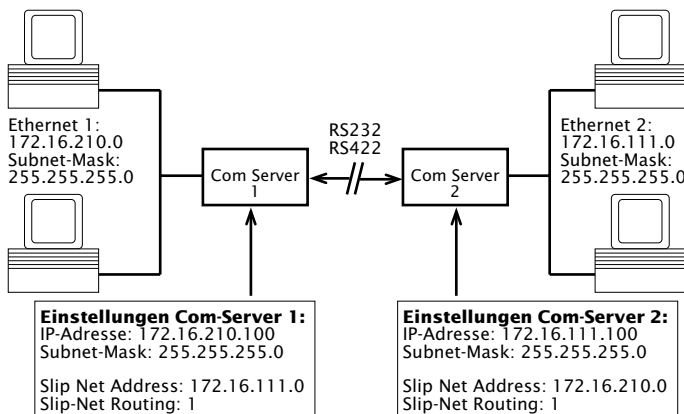 Ethernet 1:
172.16.210.0
Subnet-Mask:
255.255.255.0
RS232
RS422
Ethernet 2:
172.16.111.0
Subnet-Mask:
255.255.255.0
Com Server
1
Com Server
2
Einstellungen Com-Server 1:
IP-Adresse: 172.16.210.100
Subnet-Mask: 255.255.255.0
Slip Net Address: 172.16.111.0
Slip-Net Routing: 1
Einstellungen Com-Server 2:
IP-Adresse: 172.16.111.100
Subnet-Mask: 255.255.255.0
Slip Net Address: 172.16.210.0
Slip-Net Routing: 1